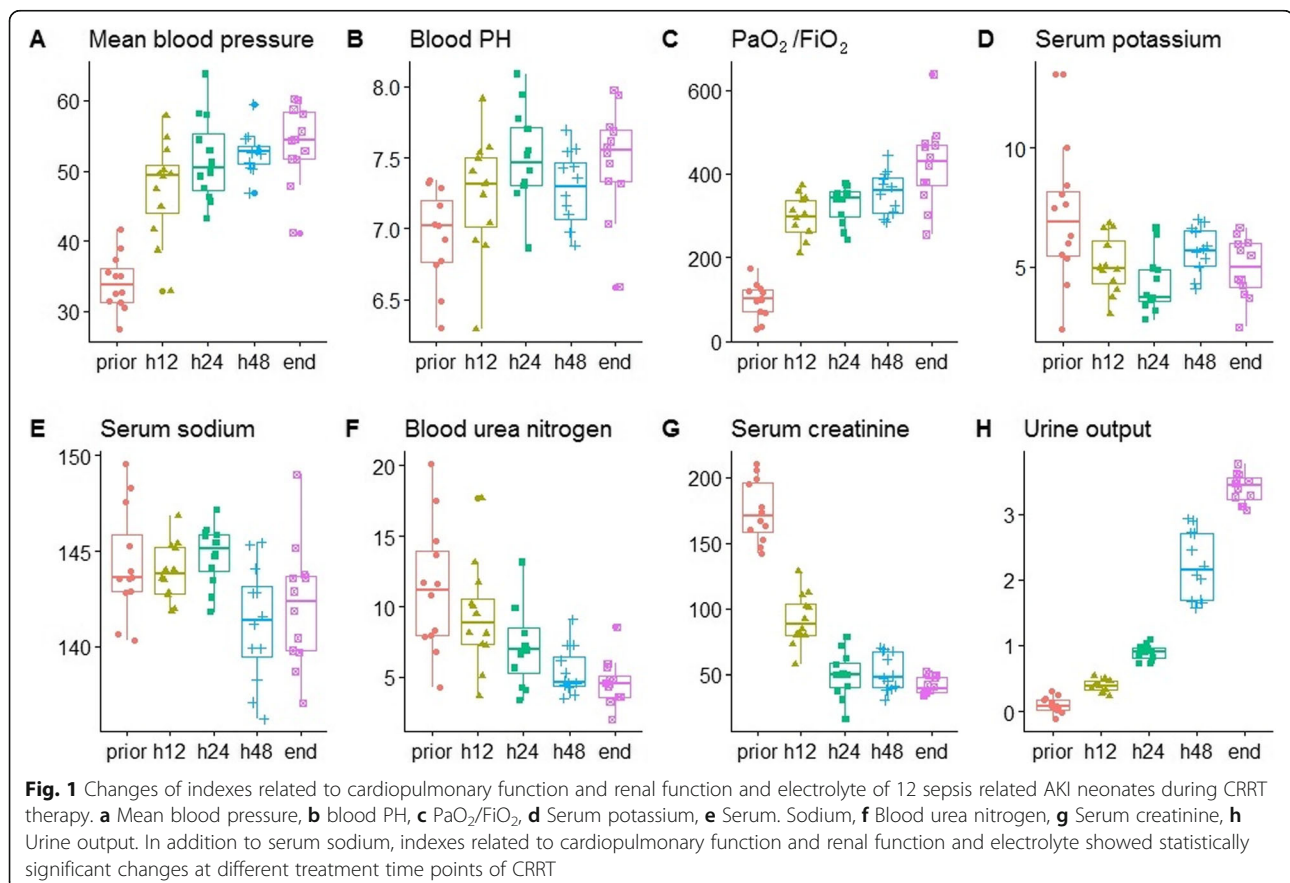 A Mean blood pressure
60
50
40
30
prior h12 h24 h48 end
B Blood PH
8.0
7.5
7.0
6.5
prior h12 h24 h48 end
C PaO₂/FiO₂
600
400
200
0
prior h12 h24 h48 end
D Serum potassium
10
5
prior h12 h24 h48 end
E Serum sodium
150
145
140
prior h12 h24 h48 end
F Blood urea nitrogen
20
15
10
5
prior h12 h24 h48 end
G Serum creatinine
200
150
100
50
prior h12 h24 h48 end
H Urine output
3
2
1
0
prior h12 h24 h48 end
Fig. 1 Changes of indexes related to cardiopulmonary function and renal function and electrolyte of 12 sepsis related AKI neonates during CRRT
therapy. a Mean blood pressure, b blood PH, c PaO₂/FiO₂, d Serum potassium, e Serum. Sodium, f Blood urea nitrogen, g Serum creatinine, h
Urine output. In addition to serum sodium, indexes related to cardiopulmonary function and renal function and electrolyte showed statistically
significant changes at different treatment time points of CRRT